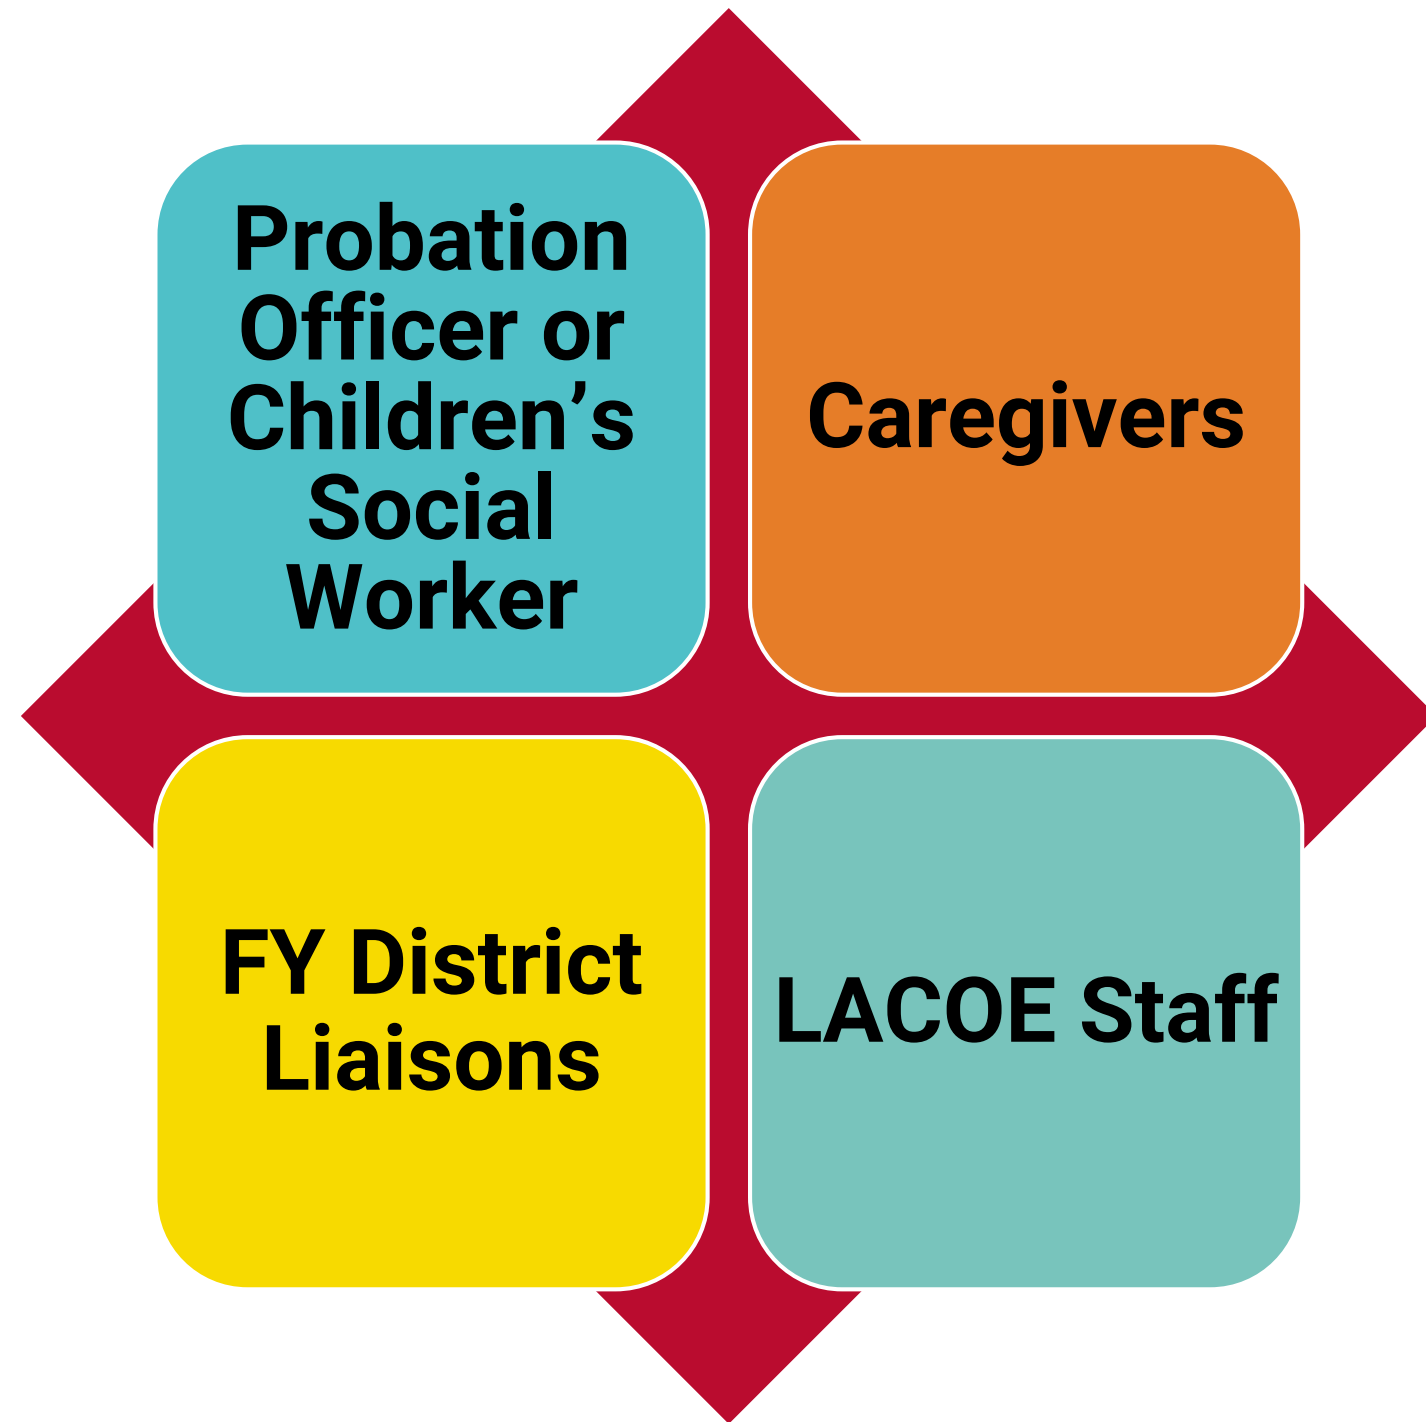 Probation
Officer or
Children’s
Social
Worker
Caregivers
FY District
Liaisons
LACOE Staff